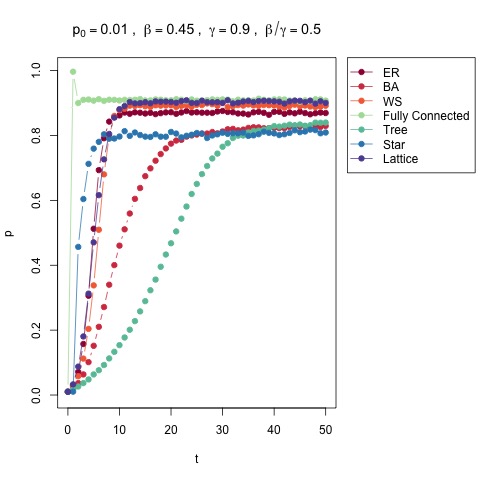 p₀ = 0.01 , β = 0.45 , γ = 0.9 , β/γ = 0.5
ER
BA
WS
Fully Connected
Tree
Star
Lattice
1.0
0.8
0.6
0.4
0.2
0.0
p
0 10 20 30 40 50
t